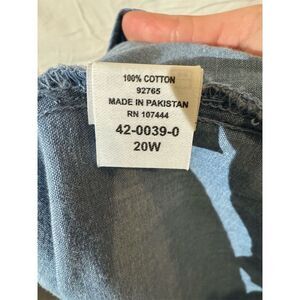 100% COTTON
92765
MADE IN PAKISTAN
RN 107444
42-0039-0
20W